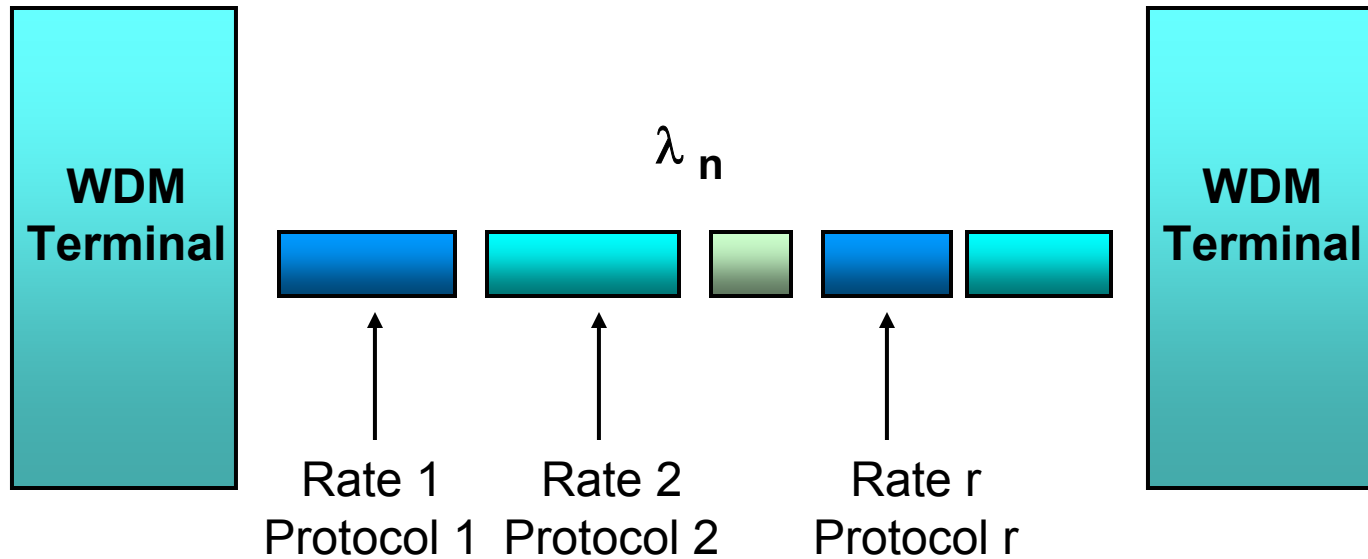 WDM
Terminal
λ n
WDM
Terminal
Rate 1
Protocol 1
Rate 2
Protocol 2
Rate r
Protocol r